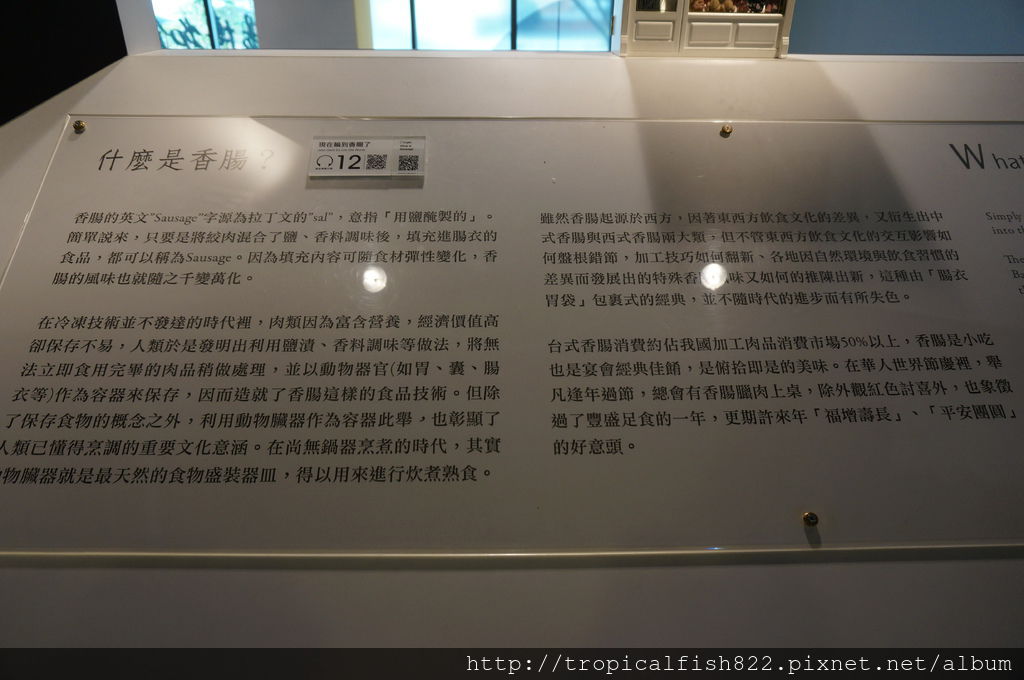 什麼是香腸？
現在輪到香腸了
12
香腸的英文"Sausage"字源為拉丁文的"sal"，意指「用鹽醃製的」。
簡單說來，只要是將絞肉混合了鹽、香料調味後，填充進腸衣的
食品，都可以稱為Sausage。因為填充內容可隨食材彈性變化，香
腸的風味也就隨之千變萬化。
在冷凍技術並不發達的時代裡，肉類因為富含營養，經濟價值高
卻保存不易，人類於是發明出利用鹽漬、香料調味等做法，將無
法立即食用完畢的肉品稍做處理，並以動物器官(如胃、囊、腸
衣等)作為容器來保存，因而造就了香腸這樣的食品技術。但除
了保存食物的概念之外，利用動物臟器作為容器此舉，也彰顯了
人類已懂得烹調的重要文化意涵。在尚無鍋器烹煮的時代，其實
物臟器就是最天然的食物盛裝器皿，得以用來進行炊煮熟食。
雖然香腸起源於西方，因著東西方飲食文化的差異，又衍生出中
式香腸與西式香腸兩大類，但不管東西方飲食文化的交互影響如
何盤根錯節，加工技巧如何翻新、各地因自然環境與飲食習慣的
差異而發展出的特殊香腸風味又如何的推陳出新，這種由「腸衣
胃袋」包裹式的經典，並不隨時代的進步而有所失色。
台式香腸消費約佔我國加工肉品消費市場50%以上，香腸是小吃
也是宴會經典佳餚，是俯拾即是的美味。在華人世界節慶裡，舉
凡逢年過節，總會有香腸臘肉上桌，除外觀紅色討喜外，也象徵
過了豐盛足食的一年，更期許來年「福增壽長」、「平安團圓」
的好意頭。
What
Simply
into th
The
http://tropicalfish822.pixnet.net/album